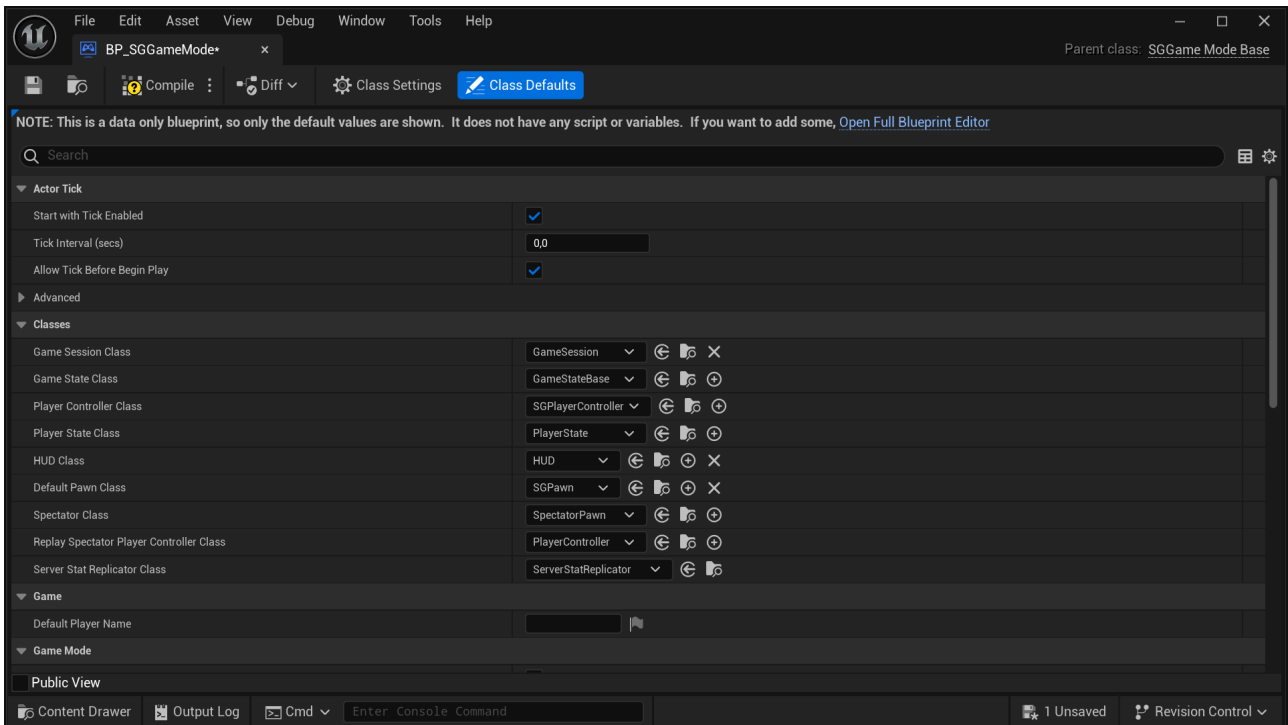 File Edit Asset View Debug Window Tools Help
BP_SGGameMode*
Parent class: SGGame Mode Base
Compile Diff Class Settings Class Defaults
NOTE: This is a data only blueprint, so only the default values are shown. It does not have any script or variables. If you want to add some, Open Full Blueprint Editor
Search
Actor Tick
Start with Tick Enabled
Tick Interval (secs) 0,0
Allow Tick Before Begin Play
Advanced
Classes
Game Session Class GameSession
Game State Class GameStateBase
Player Controller Class SGPlayerController
Player State Class PlayerState
HUD Class HUD
Default Pawn Class SGPawn
Spectator Class SpectatorPawn
Replay Spectator Player Controller Class PlayerController
Server Stat Replicator Class ServerStatReplicator
Game
Default Player Name
Game Mode
Public View
Content Drawer Output Log Cmd Enter Console Command 1 Unsaved Revision Control